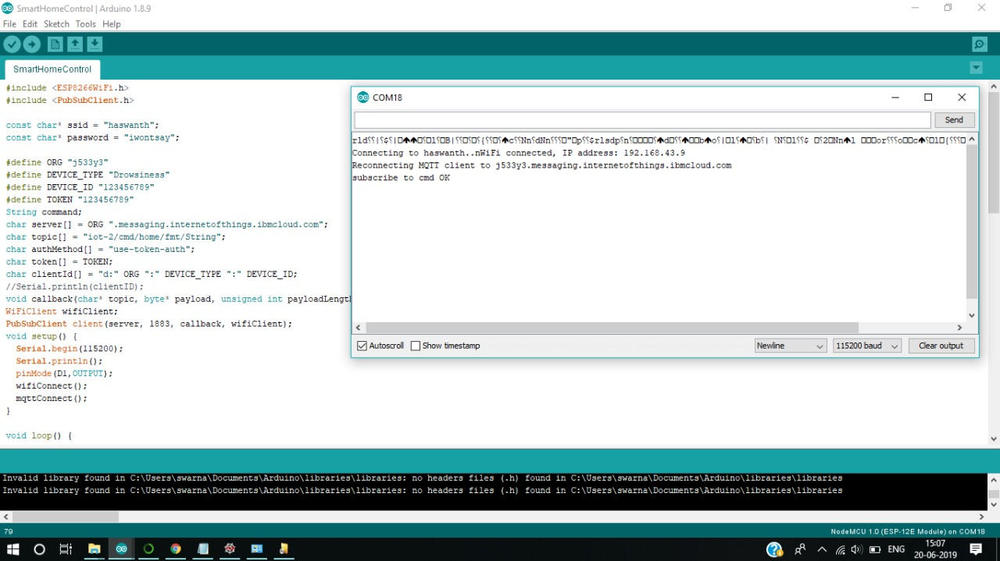 SmartHomeControl | Arduino 1.8.9
File Edit Sketch Tools Help
SmartHomeControl
#include <ESP8266WiFi.h>
#include <PubSubClient.h>
const char* ssid = "haswanth";
const char* password = "iwontsay";
#define ORG "j533y3"
#define DEVICE_TYPE "Drowsiness"
#define DEVICE_ID "123456789"
#define TOKEN "123456789"
String command;
char server[] = ORG ".messaging.internetofthings.ibmcloud.com";
char topic[] = "iot-2/cmd/home/fmt/String";
char authMethod[] = "use-token-auth";
char token[] = TOKEN;
char clientId[] = "d:" ORG ":" DEVICE_TYPE ":" DEVICE_ID;
//Serial.println(clientID);
void callback(char* topic, byte* payload, unsigned int payloadLengt
WiFiClient wifiClient;
PubSubClient client(server, 1883, callback, wifiClient);
void setup() {
Serial.begin(115200);
Serial.println();
pinMode(D1,OUTPUT);
wifiConnect();
mqttConnect();
}
void loop() {
COM18
Send
Connecting to haswanth..nWiFi connected, IP address: 192.168.43.9
Reconnecting MQTT client to j533y3.messaging.internetofthings.ibmcloud.com
subscribe to cmd OK
Autoscroll Show timestamp Newline 115200 baud Clear output
Invalid library found in C:\Users\swarna\Documents\Arduino\libraries\libraries: no headers files (.h) found in C:\Users\swarna\Documents\Arduino\libraries\libraries
Invalid library found in C:\Users\swarna\Documents\Arduino\libraries\libraries: no headers files (.h) found in C:\Users\swarna\Documents\Arduino\libraries\libraries
79 NodeMCU 1.0 (ESP-12E Module) on COM18
ENG
15:07
20-06-2019